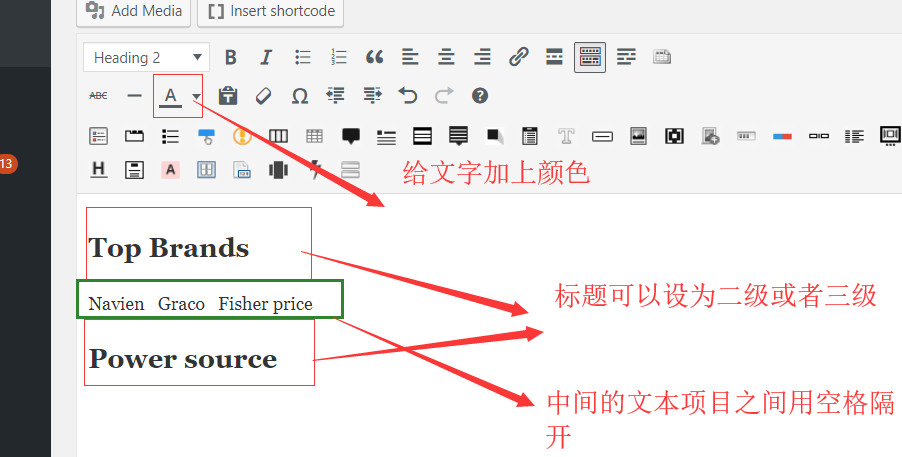 Add Media
Insert shortcode
Heading 2
B I
ABC A
13
T
H A
给文字加上颜色
Top Brands
Navien Graco Fisher price
标题可以设为二级或者三级
Power source
中间的文本项目之间用空格隔
开